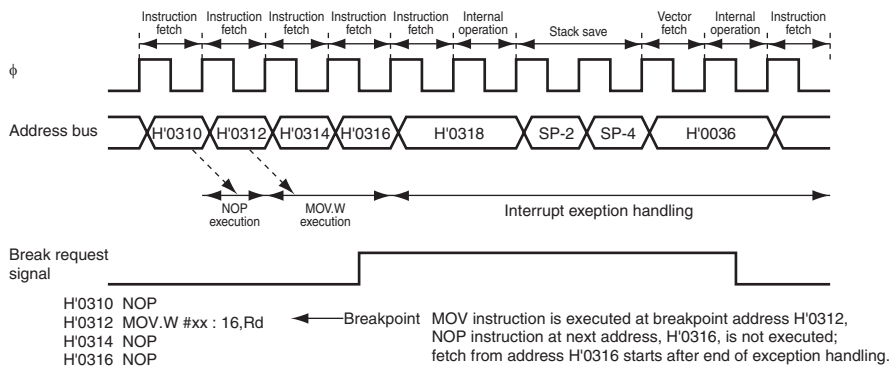 Instruction fetch
Instruction fetch
Instruction fetch
Instruction fetch
Instruction fetch
Internal operation
Stack save
Vector fetch
Internal operation
Instruction fetch
ϕ
Address bus
H'0310
H'0312
H'0314
H'0316
H'0318
SP-2
SP-4
H'0036
NOP execution
MOV.W execution
Interrupt exeption handling
Break request signal
H'0310 NOP
H'0312 MOV.W #xx : 16,Rd
H'0314 NOP
H'0316 NOP
Breakpoint
MOV instruction is executed at breakpoint address H'0312,
NOP instruction at next address, H'0316, is not executed;
fetch from address H'0316 starts after end of exception handling.